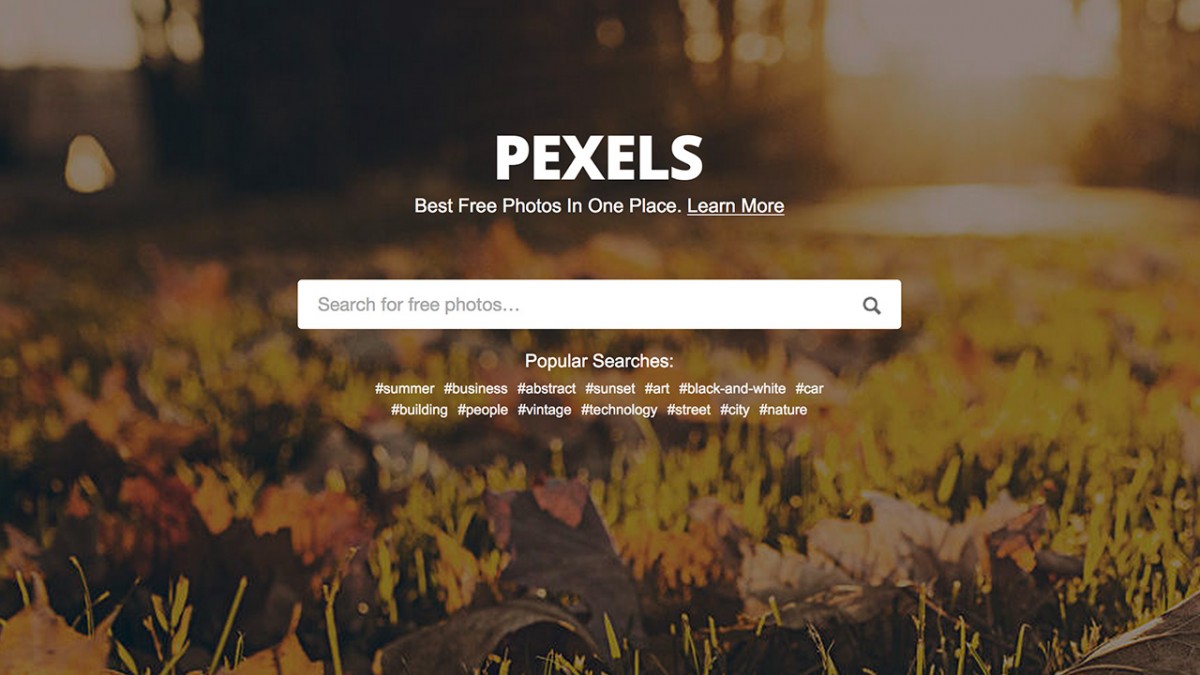 PEXELS
Best Free Photos In One Place. Learn More
Search for free photos…
Popular Searches:
#summer #business #abstract #sunset #art #black-and-white #car
#building #people #vintage #technology #street #city #nature